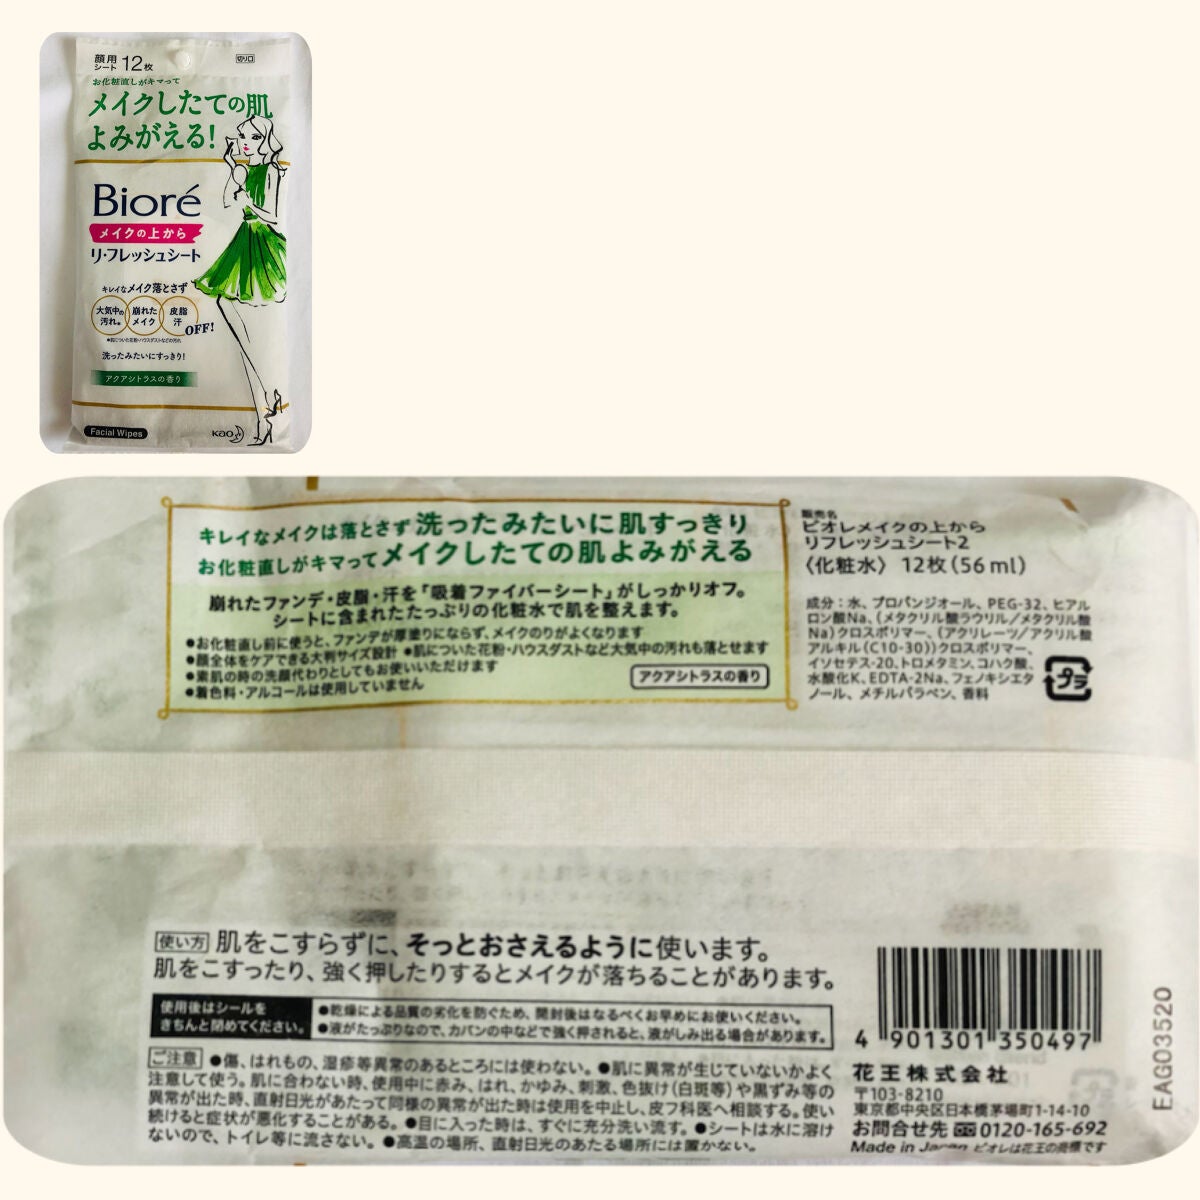 顔用
シート 12枚
切り口
お化粧直しがキマって
メイクしたての肌
よみがえる!
Bioré
メイクの上から
リ・フレッシュシート
キレイなメイク落とさず
大気中の
汚れ※
崩れた
メイク
皮脂
汗
OFF!
※肌についた花粉・ハウスダストなどの汚れ
洗ったみたいにすっきり!
アクアシトラスの香り
Facial Wipes
Kao
キレイなメイクは落とさず 洗ったみたいに肌すっきり
お化粧直しがキマって メイクしたての肌よみがえる
崩れたファンデ・皮脂・汗を「吸着ファイバーシート」がしっかりオフ。
シートに含まれたたっぷりの化粧水で肌を整えます。
●お化粧直し前に使うと、ファンデが厚塗りにならず、メイクのりがよくなります
●顔全体をケアできる大判サイズ設計 ●肌についた花粉・ハウスダストなど大気中の汚れも落とせます
●素肌の時の洗顔代わりとしてもお使いいただけます
●着色料・アルコールは使用していません
アクアシトラスの香り
販売名
ビオレメイクの上から
リフレッシュシート2
〈化粧水〉 12枚(56ml)
成分:水、プロパンジオール、PEG-32、ヒアル
ロン酸Na、(メタクリル酸ラウリル/メタクリル酸
Na)クロスポリマー、(アクリレーツ/アクリル酸
アルキル(C10-30))クロスポリマー、
イソセテス-20、トロメタミン、コハク酸、
水酸化K、EDTA-2Na、フェノキシエタ
ノール、メチルパラベン、香料
プラ
使い方 肌をこすらずに、そっとおさえるように使います。
肌をこすったり、強く押したりするとメイクが落ちることがあります。
使用後はシールを
きちんと閉めてください。
●乾燥による品質の劣化を防ぐため、開封後はなるべくお早めにお使いください。
●液がたっぷりなので、カバンの中などで強く押されると、液がしみ出る場合があります。
ご注意 ●傷、はれもの、湿疹等異常のあるところには使わない。 ●肌に異常が生じていないかよく
注意して使う。肌に合わない時、使用中に赤み、はれ、かゆみ、刺激、色抜け(白斑等)や黒ずみ等の
異常が出た時、直射日光があたって同様の異常が出た時は使用を中止し、皮フ科医へ相談する。使い
続けると症状が悪化することがある。 ●目に入った時は、すぐに充分洗い流す。 ●シートは水に溶け
ないので、トイレ等に流さない。 ●高温の場所、直射日光のあたる場所には置かない。
4 901301 350497
花王株式会社
〒103-8210
東京都中央区日本橋茅場町1-14-10
お問合せ先 0120-165-692
Made in Japan ビオレは花王の商標です
EAG03520